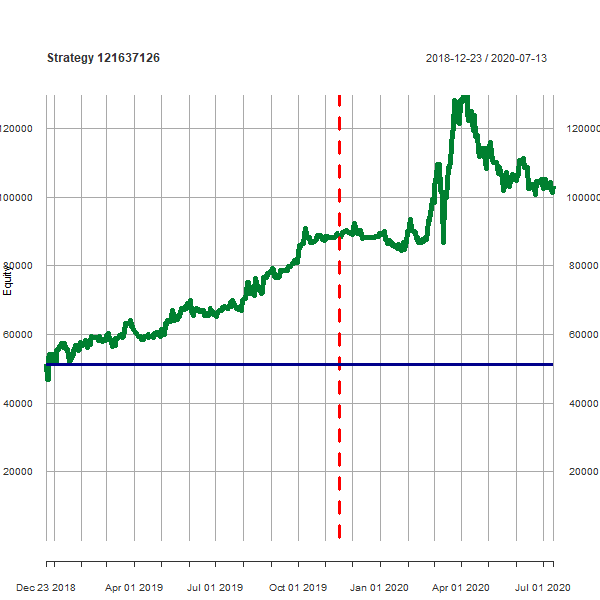 Strategy 121637126
2018-12-23 / 2020-07-13
120000
120000
100000
100000
80000
80000
Equity
60000
60000
40000
40000
20000
20000
Dec 23 2018
Apr 01 2019
Jul 01 2019
Oct 01 2019
Jan 01 2020
Apr 01 2020
Jul 01 2020